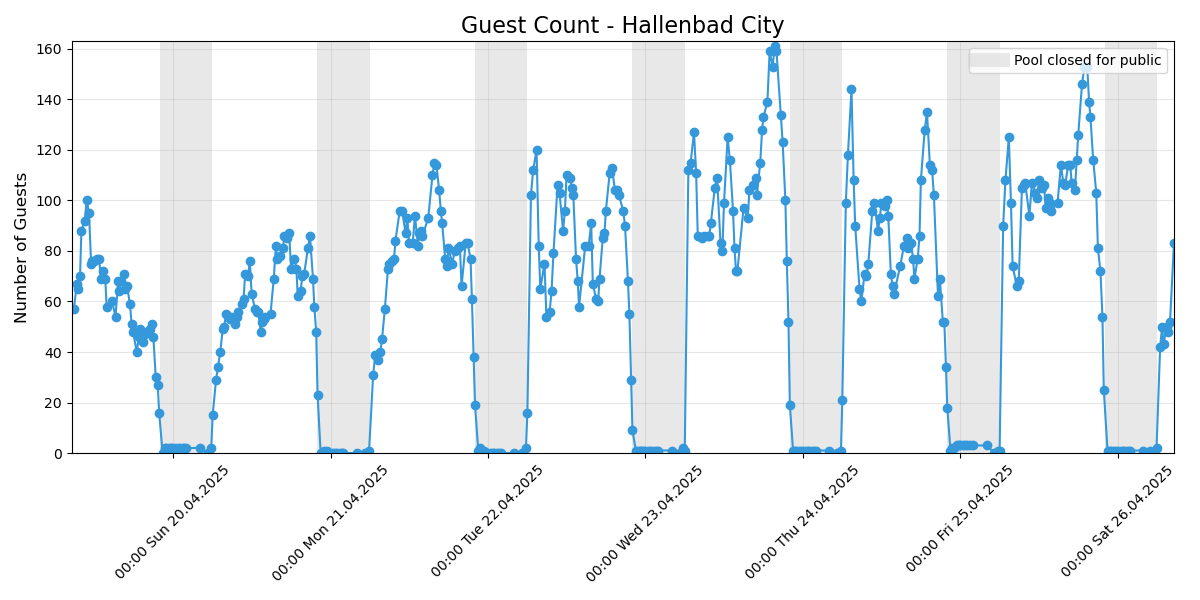 Guest Count - Hallenbad City
Pool closed for public
Number of Guests
160
140
120
100
80
60
40
20
0
00:00 Sun 20.04.2025
00:00 Mon 21.04.2025
00:00 Tue 22.04.2025
00:00 Wed 23.04.2025
00:00 Thu 24.04.2025
00:00 Fri 25.04.2025
00:00 Sat 26.04.2025